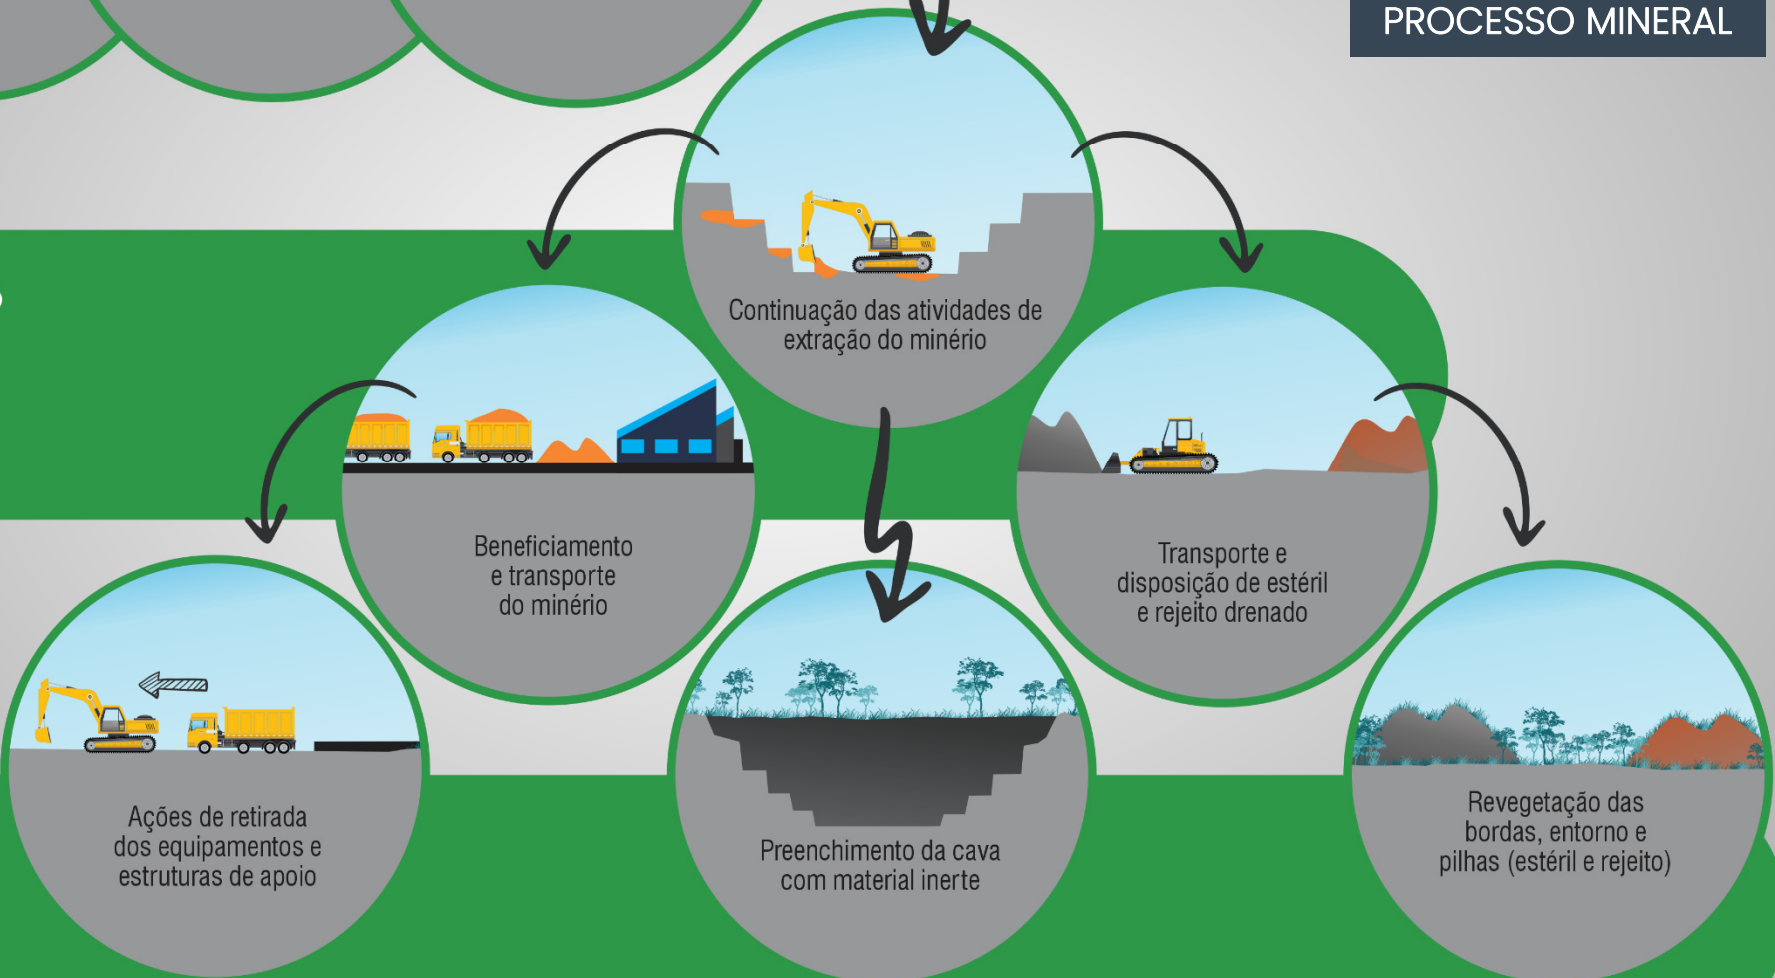 PROCESSO MINERAL
Continuação das atividades de
extração do minério
Beneficiamento
e transporte
do minério
Transporte e
disposição de estéril
e rejeito drenado
Ações de retirada
dos equipamentos e
estruturas de apoio
Preenchimento da cava
com material inerte
Revegetação das
bordas, entorno e
pilhas (estéril e rejeito)